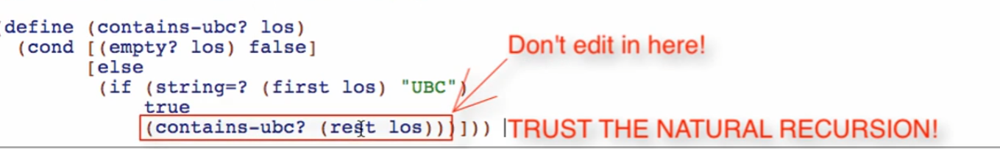 (define (contains-ubc? los)
(cond [(empty? los) false]
Don't edit in here!
[else
(if (string=? (first los) "UBC")
true
(contains-ubc? (rest los)))])) TRUST THE NATURAL RECURSION!